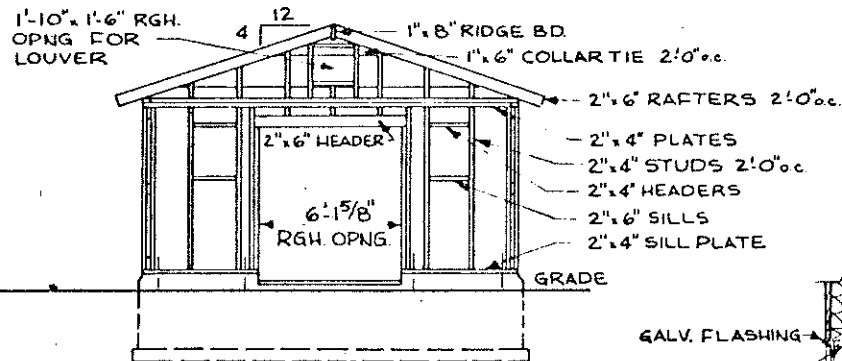 1'-10" x 1'-6" RGH.
OPNG FOR
LOUVER
12
4
1" x 8" RIDGE BD.
1" x 6" COLLAR TIE 2'-0" o.c.
2" x 6" RAFTERS 2'-0" o.c.
2" x 4" PLATES
2" x 4" STUDS 2'-0" o.c.
2" x 4" HEADERS
2" x 6" SILLS
2" x 4" SILL PLATE
2" x 6" HEADER
6'-1 5/8"
RGH. OPNG.
GRADE
GALV. FLASHING